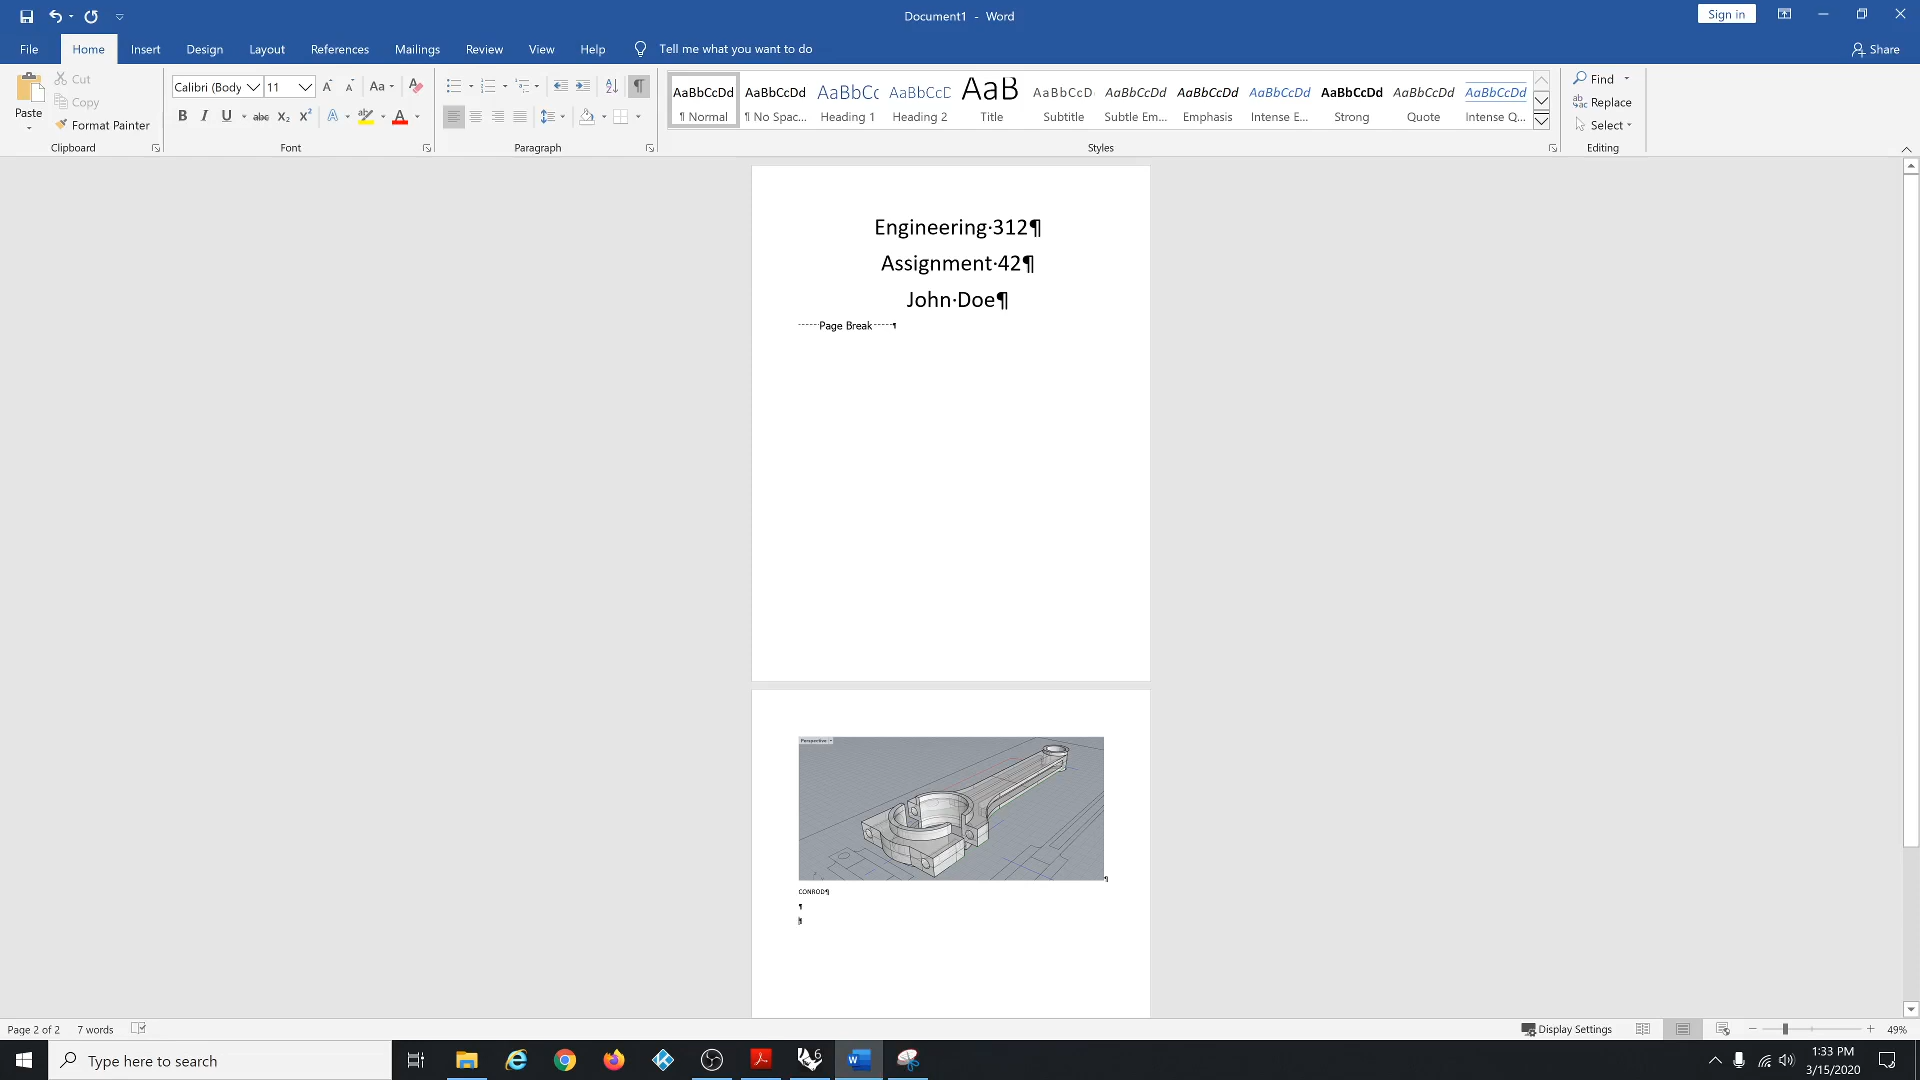 Document1 - Word
Sign in
File Home Insert Design Layout References Mailings Review View Help Tell me what you want to do Share
Paste
Cut
Copy
Format Painter
Clipboard
Calibri (Body 11
Font
Paragraph
AaBbCcDd AaBbCcDd AaBbCc AaBbCcD AaB AaBbCcD AaBbCcDd AaBbCcDd AaBbCcDd AaBbCcDd AaBbCcDd AaBbCcDd
¶ Normal ¶ No Spac... Heading 1 Heading 2 Title Subtitle Subtle Em... Emphasis Intense E... Strong Quote Intense Q...
Styles
Find
Replace
Select
Editing
Engineering·312¶
Assignment·42¶
John·Doe¶
Page Break¶
Perspective
¶
CONROD¶
¶
¶
Page 2 of 2 7 words Display Settings 49%
Type here to search
1:33 PM
3/15/2020